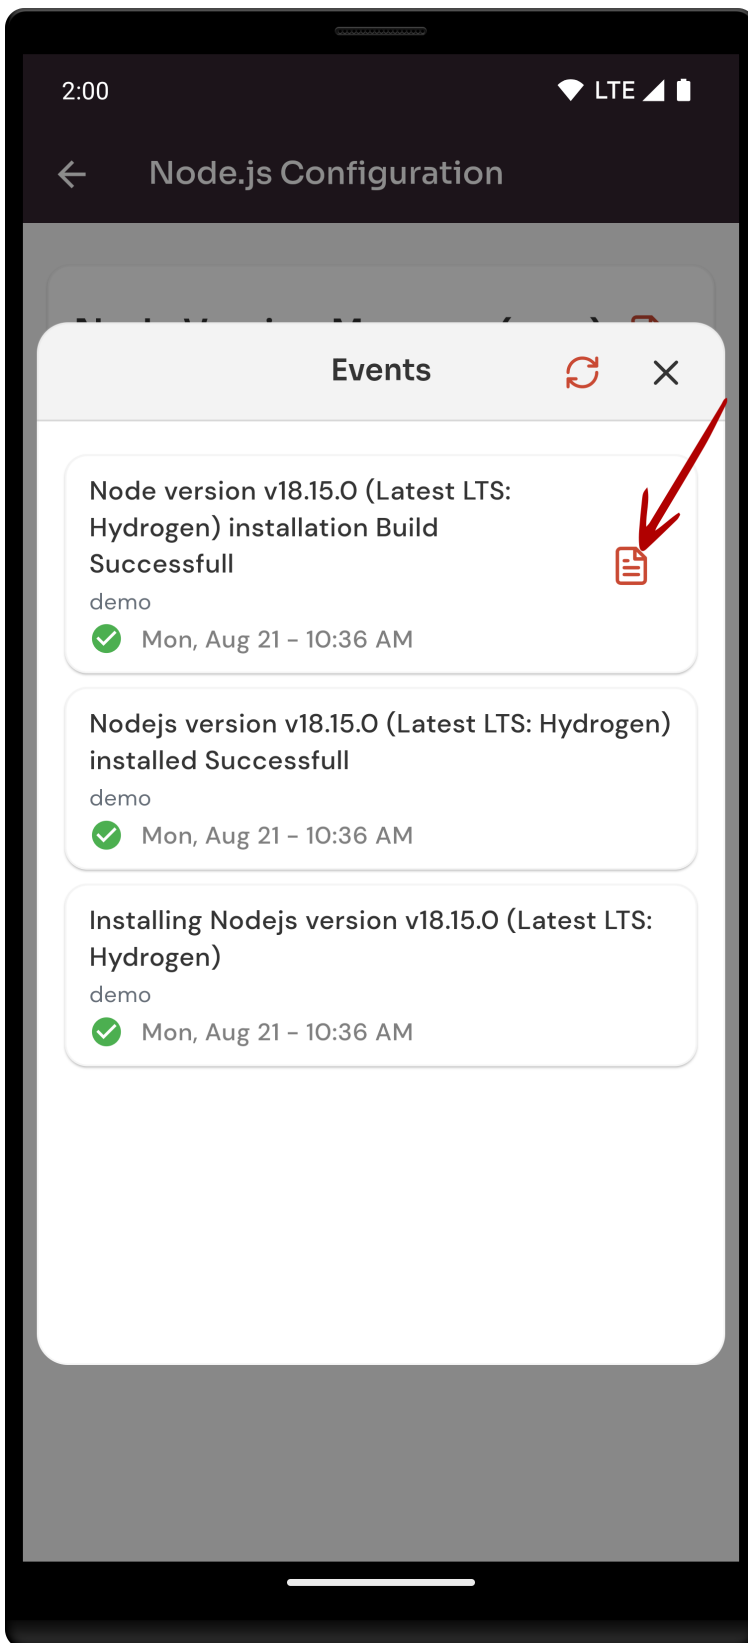 2:00 LTE
Node.js Configuration
Events
Node version v18.15.0 (Latest LTS:
Hydrogen) installation Build
Successfull
demo
Mon, Aug 21 - 10:36 AM
Nodejs version v18.15.0 (Latest LTS: Hydrogen)
installed Successfull
demo
Mon, Aug 21 - 10:36 AM
Installing Nodejs version v18.15.0 (Latest LTS:
Hydrogen)
demo
Mon, Aug 21 - 10:36 AM